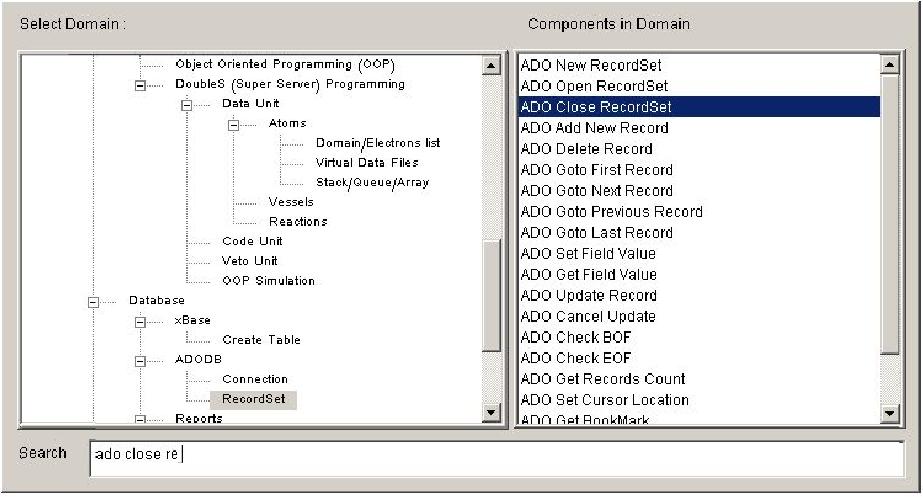 Select Domain :
Object Oriented Programming (OOP)
DoubleS (Super Server) Programming
Data Unit
Atoms
Domain/Electrons list
Virtual Data Files
Stack/Queue/Array
Vessels
Reactions
Code Unit
Veto Unit
OOP Simulation
Database
xBase
Create Table
ADODB
Connection
RecordSet
Reports
Components in Domain
ADO New RecordSet
ADO Open RecordSet
ADO Close RecordSet
ADO Add New Record
ADO Delete Record
ADO Goto First Record
ADO Goto Next Record
ADO Goto Previous Record
ADO Goto Last Record
ADO Set Field Value
ADO Get Field Value
ADO Update Record
ADO Cancel Update
ADO Check BOF
ADO Check EOF
ADO Get Records Count
ADO Set Cursor Location
ADO Get BookMark
Search ado close re